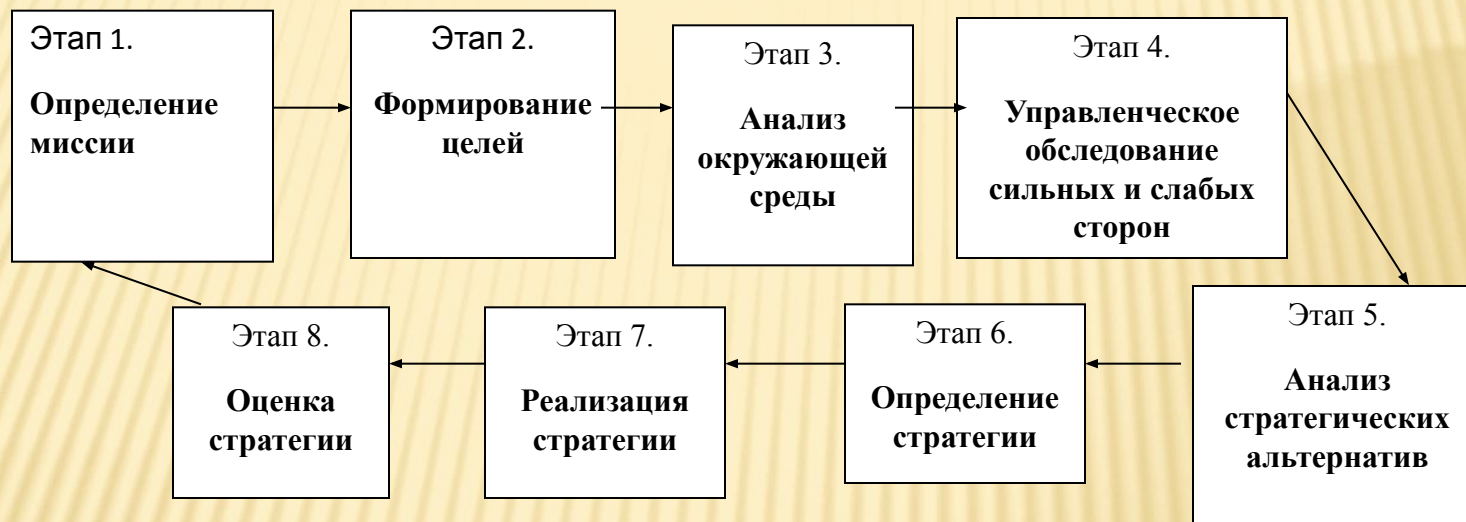 Этап 1.
Определение
миссии
Этап 2.
Формирование
целей
Этап 3.
Анализ
окружающей
среды
Этап 4.
Управленческое
обследование
сильных и слабых
сторон
Этап 5.
Анализ
стратегических
альтернатив
Этап 6.
Определение
стратегии
Этап 7.
Реализация
стратегии
Этап 8.
Оценка
стратегии